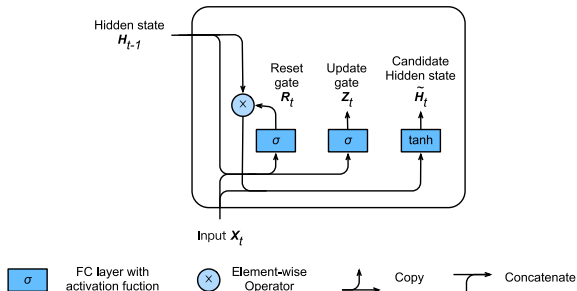 Hidden state
H_{t-1}
Reset
gate
R_t
Update
gate
Z_t
Candidate
Hidden state
H̃_t
×
σ
σ
tanh
Input X_t
σ
FC layer with
activation fuction
×
Element-wise
Operator
Copy
Concatenate